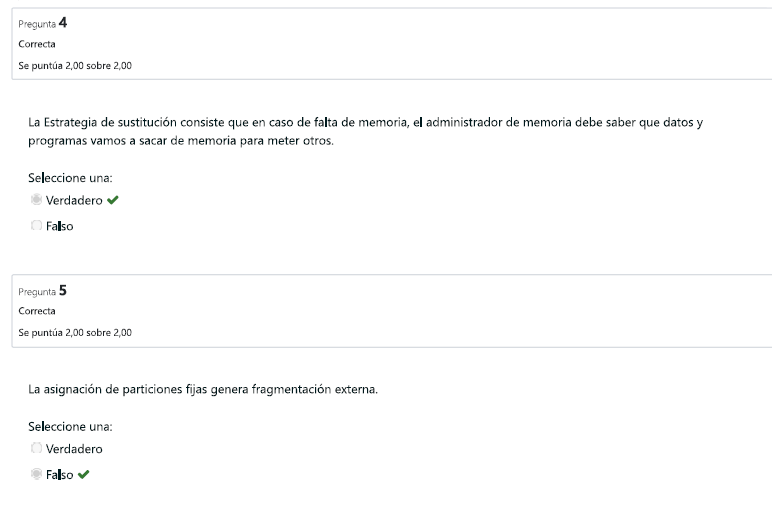 Pregunta 4
Correcta
Se puntúa 2,00 sobre 2,00
La Estrategia de sustitución consiste que en caso de falta de memoria, el administrador de memoria debe saber que datos y
programas vamos a sacar de memoria para meter otros.
Seleccione una:
Verdadero
Falso
Pregunta 5
Correcta
Se puntúa 2,00 sobre 2,00
La asignación de particiones fijas genera fragmentación externa.
Seleccione una:
Verdadero
Falso